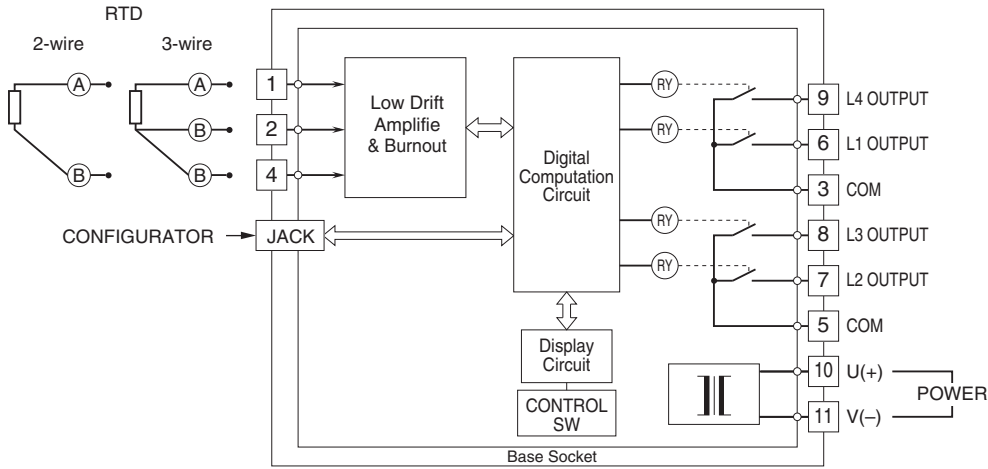 RTD
2-wire
3-wire
A
A
B
B
B
1
2
4
CONFIGURATOR
JACK
Low Drift
Amplifie
& Burnout
Digital
Computation
Circuit
Display
Circuit
CONTROL
SW
RY
RY
RY
RY
9 L4 OUTPUT
6 L1 OUTPUT
3 COM
8 L3 OUTPUT
7 L2 OUTPUT
5 COM
10 U(+)
11 V(–)
POWER
Base Socket